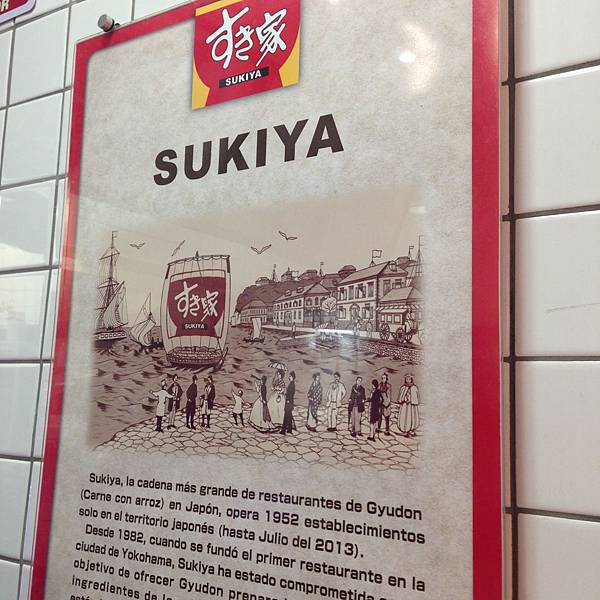 OR
すき家
SUKIYA
SUKIYA
すき家
SUKIYA
Sukiya, la cadena más grande de restaurantes de Gyudon
(Carne con arroz) en Japón, opera 1952 establecimientos
solo en el territorio japonés (hasta Julio del 2013).
Desde 1982, cuando se fundó el primer restaurante en la
ciudad de Yokohama, Sukiya ha estado comprometida
objetivo de ofrecer Gyudon
ingredientes de